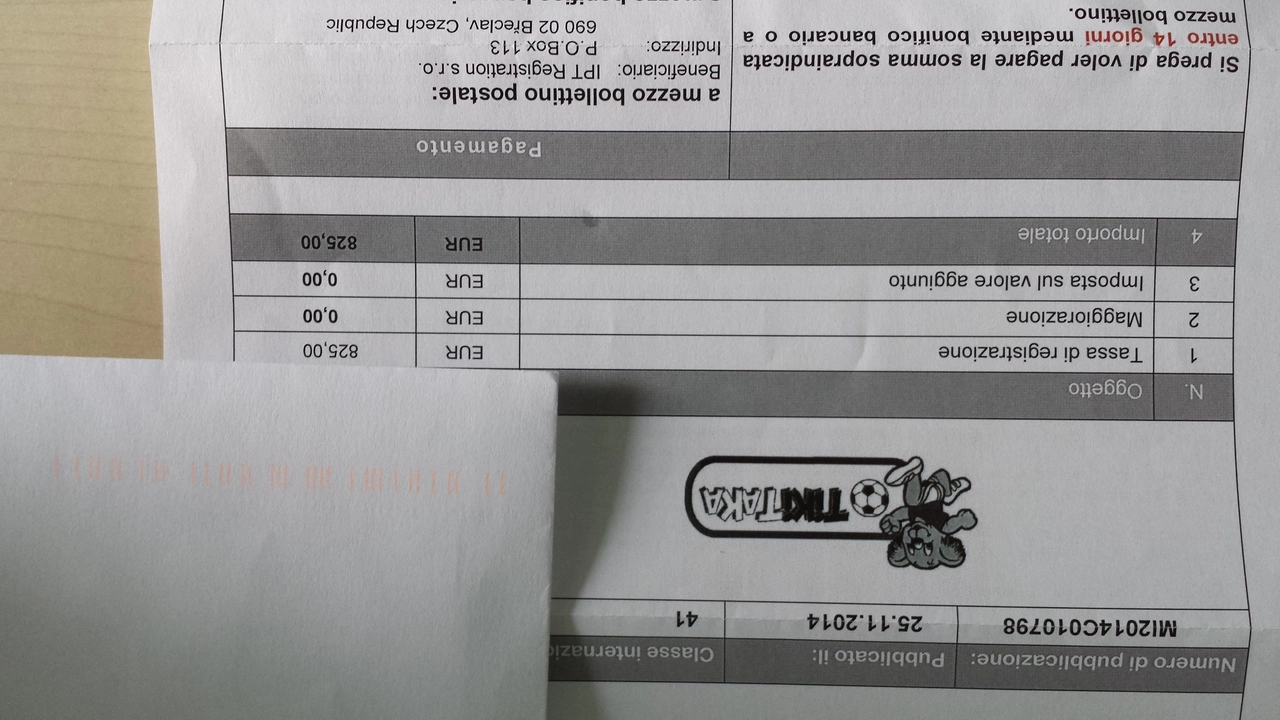 Numero di pubblicazione: Pubblicato il: Classe internazi
MI2014C010798 25.11.2014 41
TIKITAKA
N. Oggetto
1 Tassa di registrazione EUR 825,00
2 Maggiorazione EUR 0,00
3 Imposta sul valore aggiunto EUR 0,00
4 Importo totale EUR 825,00
Pagamento
Si prega di voler pagare la somma sopraindicata
entro 14 giorni mediante bonifico bancario o a
mezzo bollettino.
a mezzo bollettino postale:
Beneficiario: IPT Registration s.r.o.
Indirizzo: P.O.Box 113
690 02 Břeclav, Czech Republic